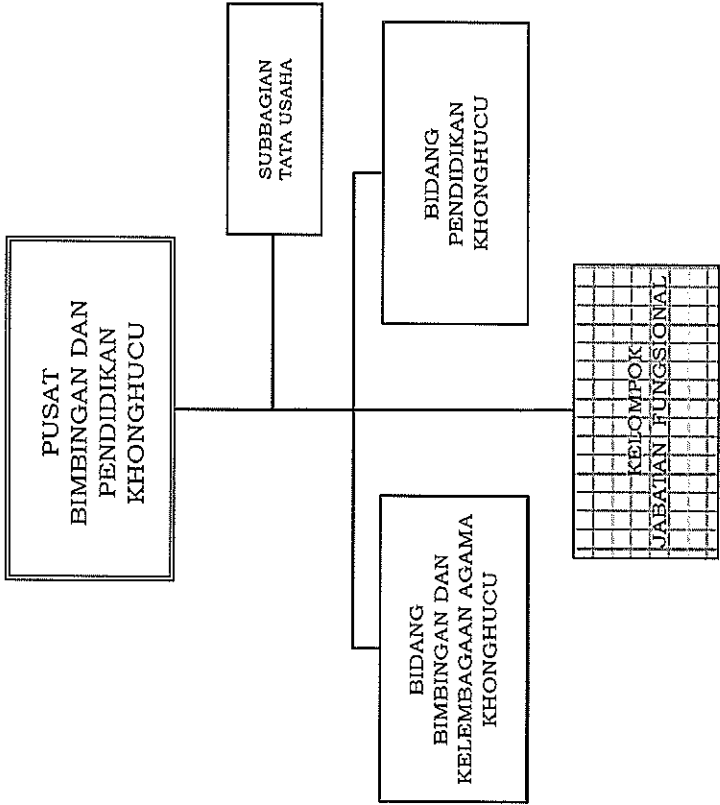 PUSAT
BIMBINGAN DAN
PENDIDIKAN
KHONGHUCU
SUBBAGIAN
TATA USAHA
BIDANG
BIMBINGAN DAN
KELEMBAGAAN AGAMA
KHONGHUCU
BIDANG
PENDIDIKAN
KHONGHUCU
KELOMPOK
JABATAN FUNGSIONAL